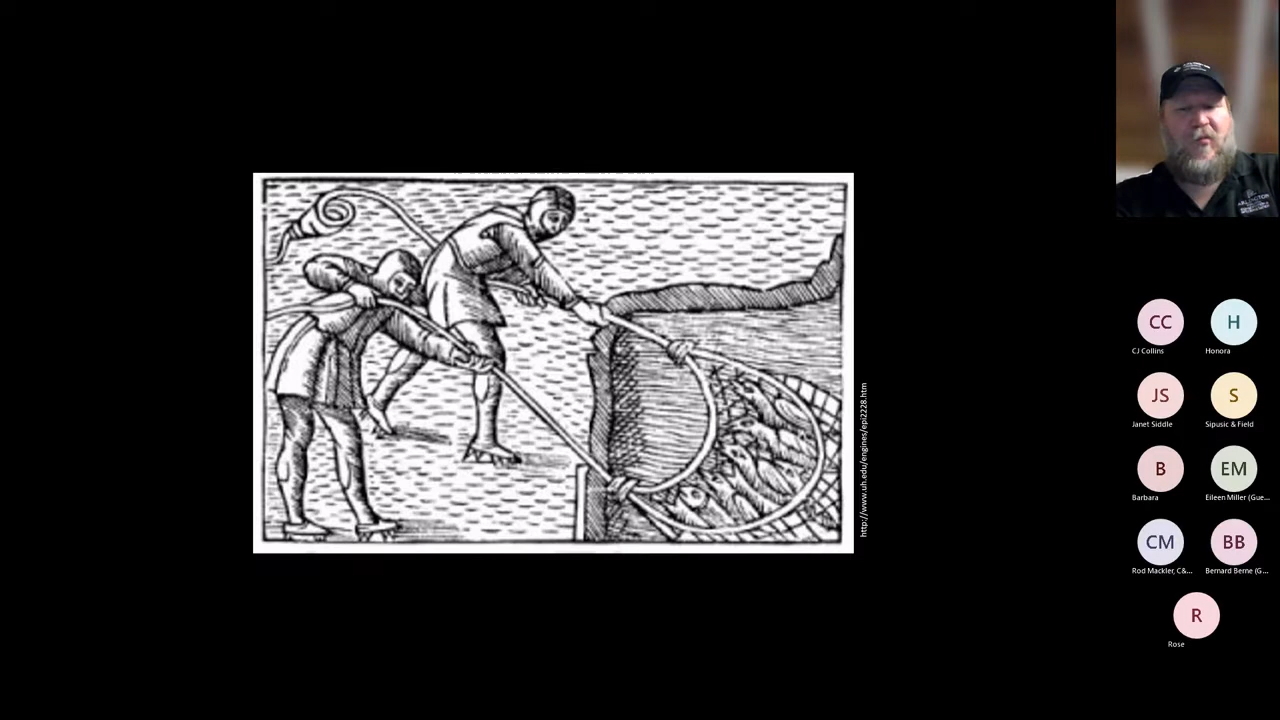 http://www.uh.edu/engines/epi2228.htm
CC
CJ Collins
H
Honora
JS
Janet Siddle
S
Sipusic & Field
B
Barbara
EM
Eileen Miller (Gue...
CM
Rod Mackler, C&...
BB
Bernard Berne (G...
R
Rose